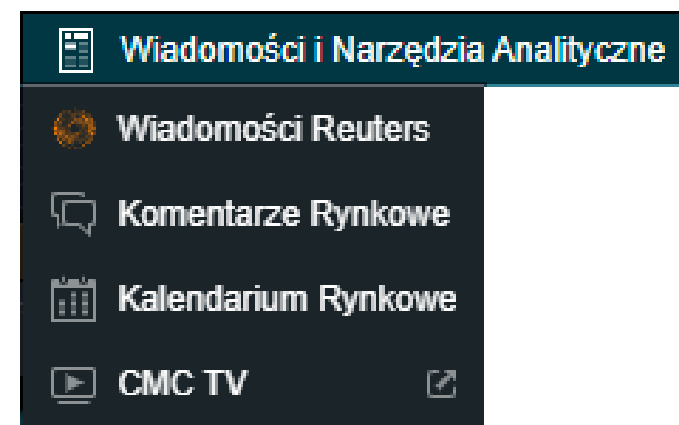 Wiadomości i Narzędzia Analityczne
Wiadomości Reuters
Komentarze Rynkowe
Kalendarium Rynkowe
CMC TV